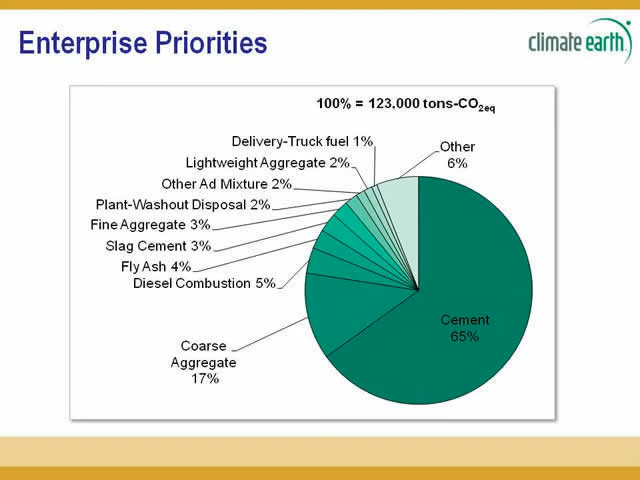 Enterprise Priorities
climate earth
100% = 123,000 tons-CO2eq
Delivery-Truck fuel 1%
Lightweight Aggregate 2%
Other Ad Mixture 2%
Plant-Washout Disposal 2%
Fine Aggregate 3%
Slag Cement 3%
Fly Ash 4%
Diesel Combustion 5%
Coarse
Aggregate
17%
Other
6%
Cement
65%